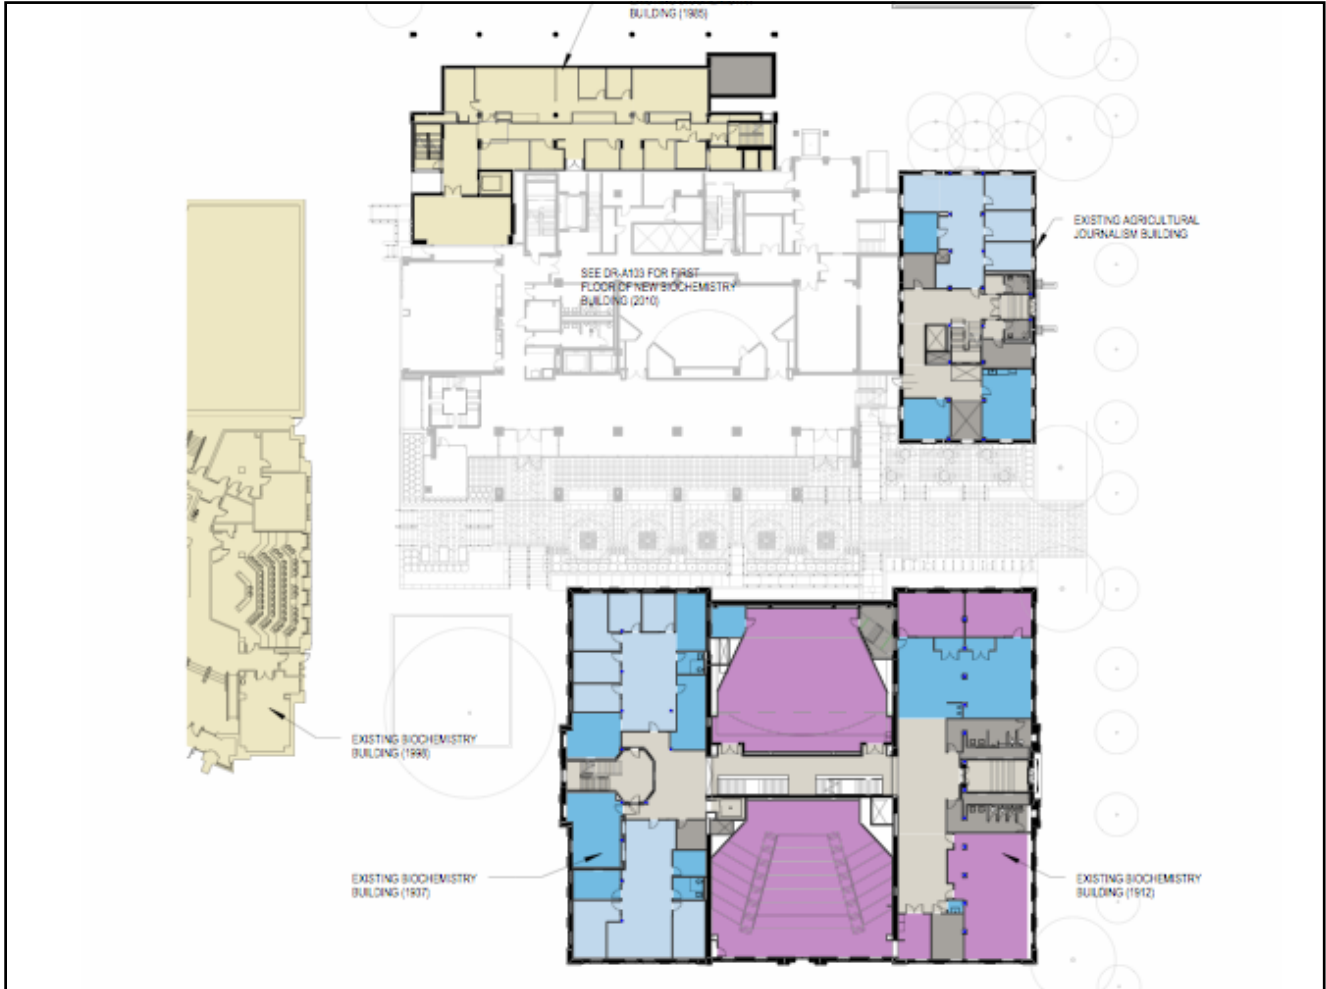 BUILDING (1985)
EXISTING AGRICULTURAL
JOURNALISM BUILDING
SEE DR-A133 FOR FIRST
FLOOR OF NEW BIOCHEMISTRY
BUILDING (2010)
EXISTING BIOCHEMISTRY
BUILDING (1998)
EXISTING BIOCHEMISTRY
BUILDING (1937)
EXISTING BIOCHEMISTRY
BUILDING (1912)